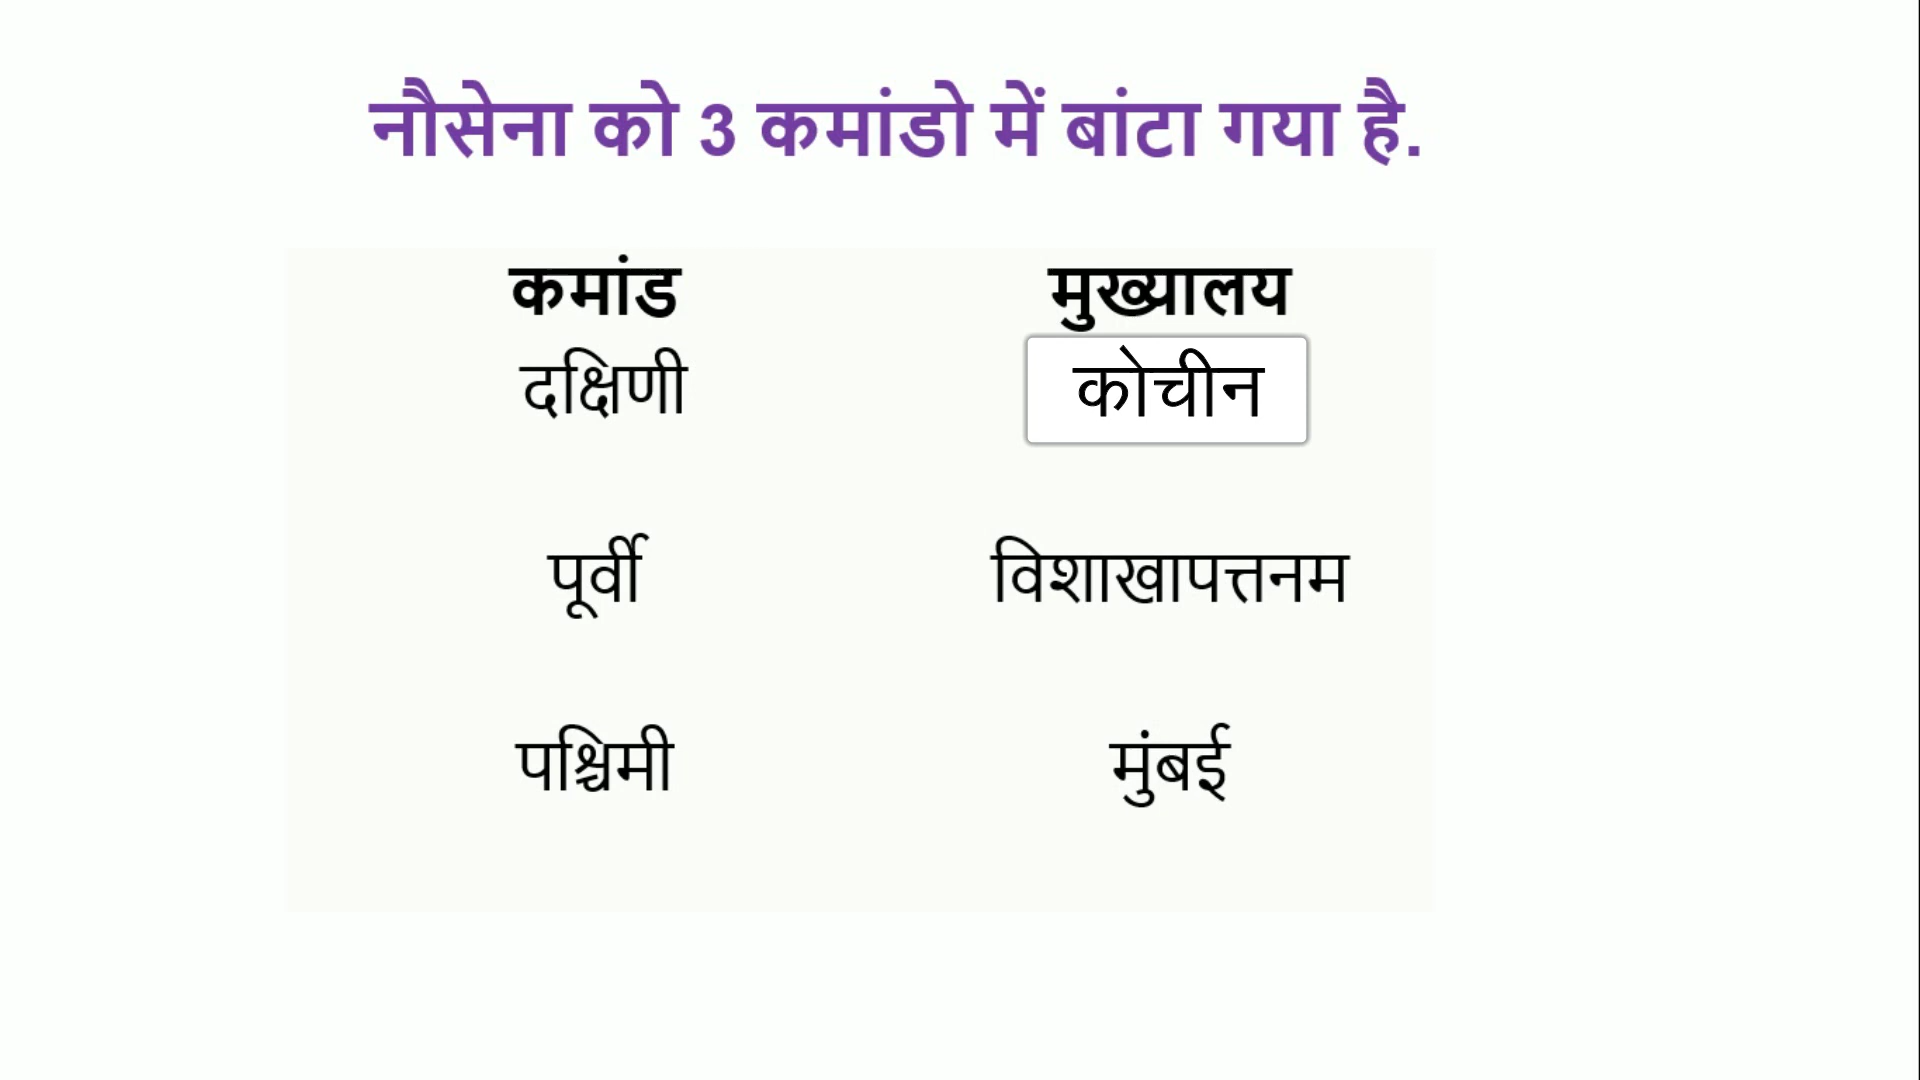 नौसेना को 3 कमांडो में बांटा गया है.
कमांड मुख्यालय
दक्षिणी कोचीन
पूर्वी विशाखापत्तनम
पश्चिमी मुंबई